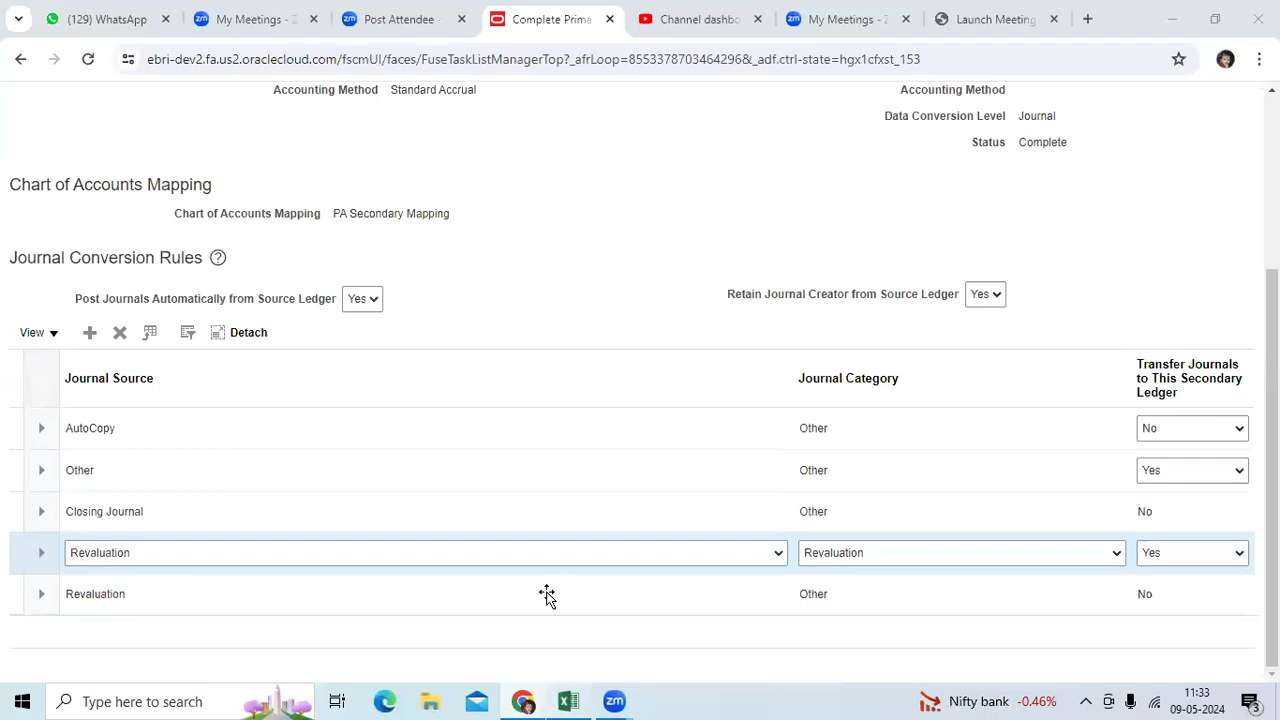 (129) WhatsApp
My Meetings - Z
Post Attendee -
Complete Prima
Channel dashbo
My Meetings - Z
Launch Meeting
ebri-dev2.fa.us2.oraclecloud.com/fscmUI/faces/FuseTaskListManagerTop?_afrLoop=8553378703464296&_adf.ctrl-state=hgx1cfxst_153
Accounting Method Standard Accrual
Accounting Method
Data Conversion Level Journal
Status Complete
Chart of Accounts Mapping
Chart of Accounts Mapping PA Secondary Mapping
Journal Conversion Rules ?
Post Journals Automatically from Source Ledger Yes
Retain Journal Creator from Source Ledger Yes
View Detach
Journal Source Journal Category Transfer Journals
to This Secondary
Ledger
AutoCopy Other No
Other Other Yes
Closing Journal Other No
Revaluation Revaluation Yes
Revaluation Other No
Type here to search
zm
Nifty bank -0.46%
11:33
09-05-2024
3